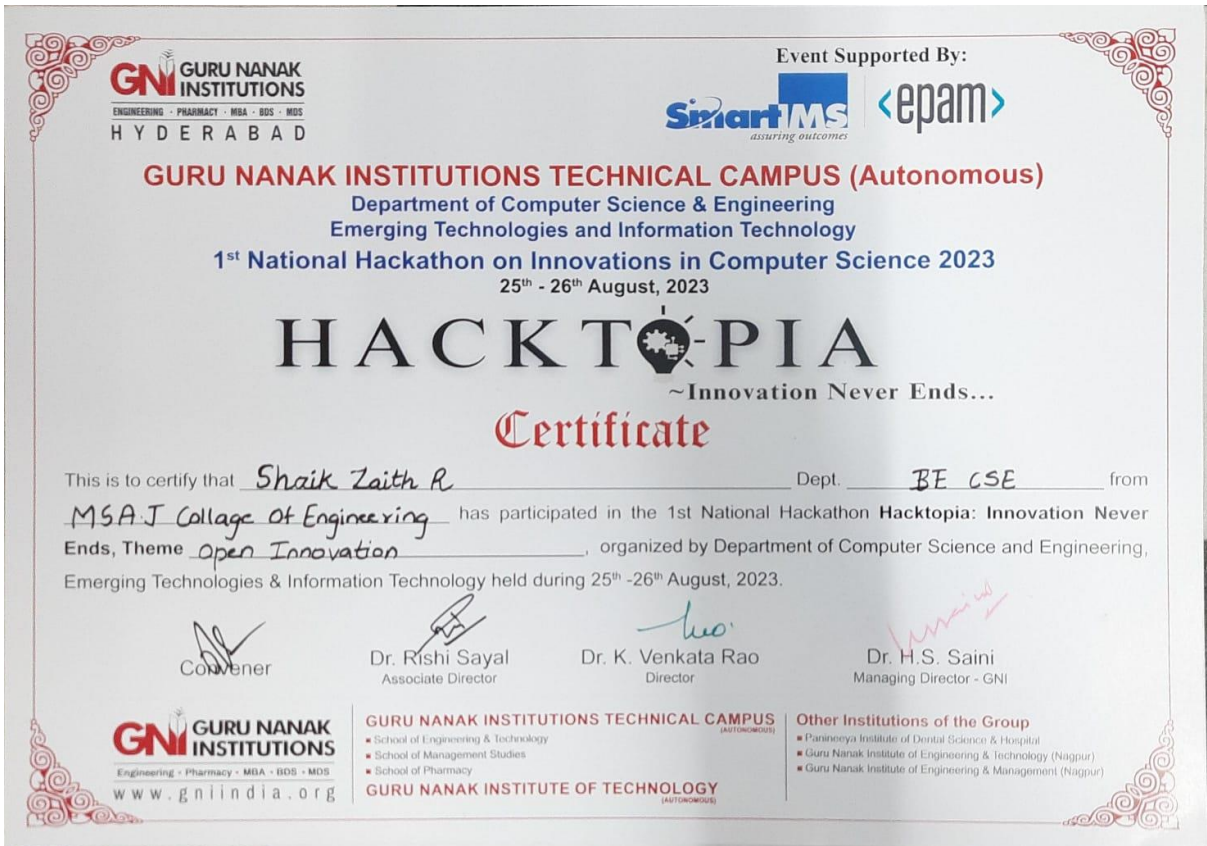 GNI GURU NANAK INSTITUTIONS
ENGINEERING - PHARMACY - MBA - BDS - MDS
HYDERABAD
Event Supported By:
SmartIMS
assuring outcomes
<epam>
GURU NANAK INSTITUTIONS TECHNICAL CAMPUS (Autonomous)
Department of Computer Science & Engineering
Emerging Technologies and Information Technology
1st National Hackathon on Innovations in Computer Science 2023
25th - 26th August, 2023
HACKTOPIA
~Innovation Never Ends...
Certificate
This is to certify that Shaik Zaith R Dept. BE CSE from
MSAJ Collage Of Engineering has participated in the 1st National Hackathon Hacktopia: Innovation Never
Ends, Theme Open Innovation, organized by Department of Computer Science and Engineering,
Emerging Technologies & Information Technology held during 25th -26th August, 2023.
Convener
Dr. Rishi Sayal
Associate Director
Dr. K. Venkata Rao
Director
Dr. H.S. Saini
Managing Director - GNI
GNI GURU NANAK INSTITUTIONS
Engineering - Pharmacy - MBA - BDS - MDS
www.gniindia.org
GURU NANAK INSTITUTIONS TECHNICAL CAMPUS
(AUTONOMOUS)
School of Engineering & Technology
School of Management Studies
School of Pharmacy
GURU NANAK INSTITUTE OF TECHNOLOGY
(AUTONOMOUS)
Other Institutions of the Group
Panineeya Institute of Dental Science & Hospital
Guru Nanak Institute of Engineering & Technology (Nagpur)
Guru Nanak Institute of Engineering & Management (Nagpur)